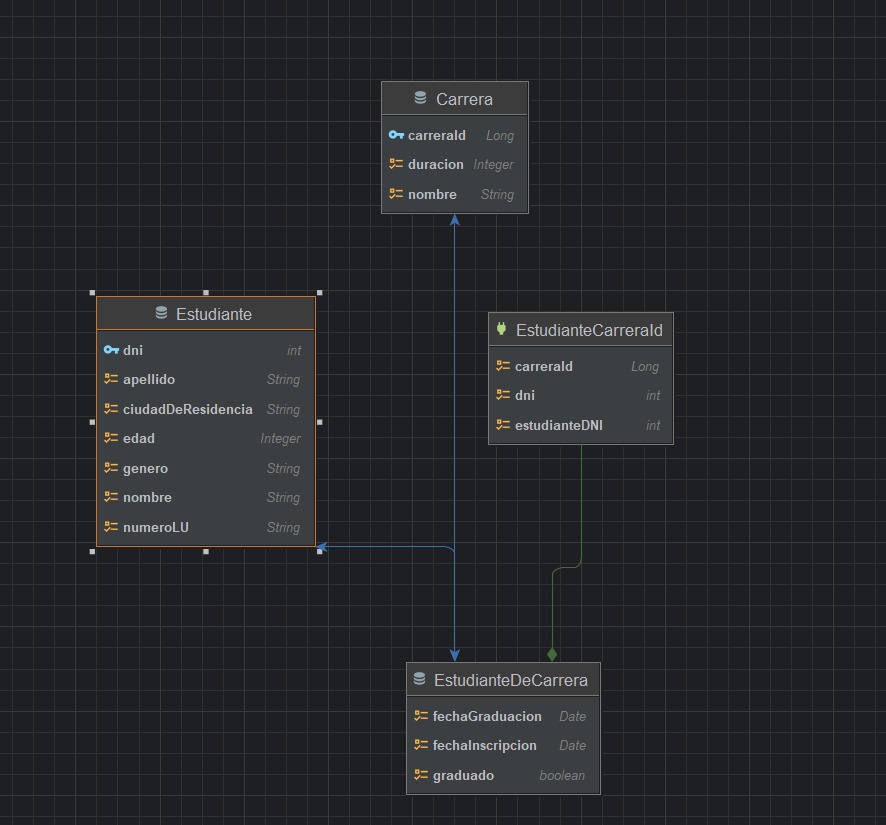 Carrera
carreraId Long
duracion Integer
nombre String
Estudiante
dni int
apellido String
ciudadDeResidencia String
edad Integer
genero String
nombre String
numeroLU String
EstudianteCarreraId
carreraId Long
dni int
estudianteDNI int
EstudianteDeCarrera
fechaGraduacion Date
fechaInscripcion Date
graduado boolean